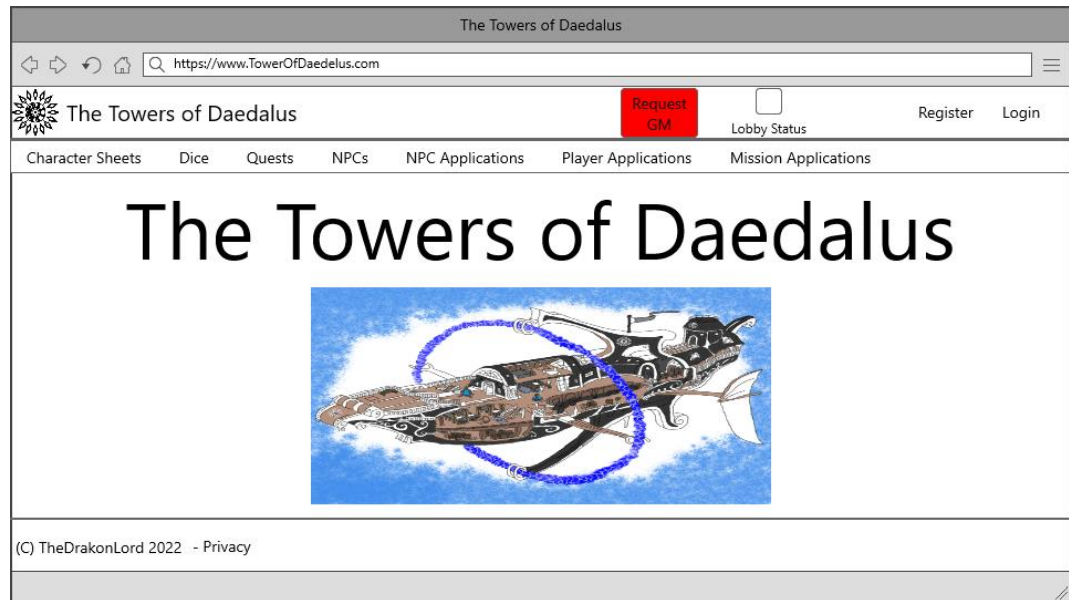 The Towers of Daedalus
https://www.TowerOfDaedelus.com
The Towers of Daedalus
Request
GM
Lobby Status
Register
Login
Character Sheets
Dice
Quests
NPCs
NPC Applications
Player Applications
Mission Applications
The Towers of Daedalus
(C) TheDrakonLord 2022 - Privacy